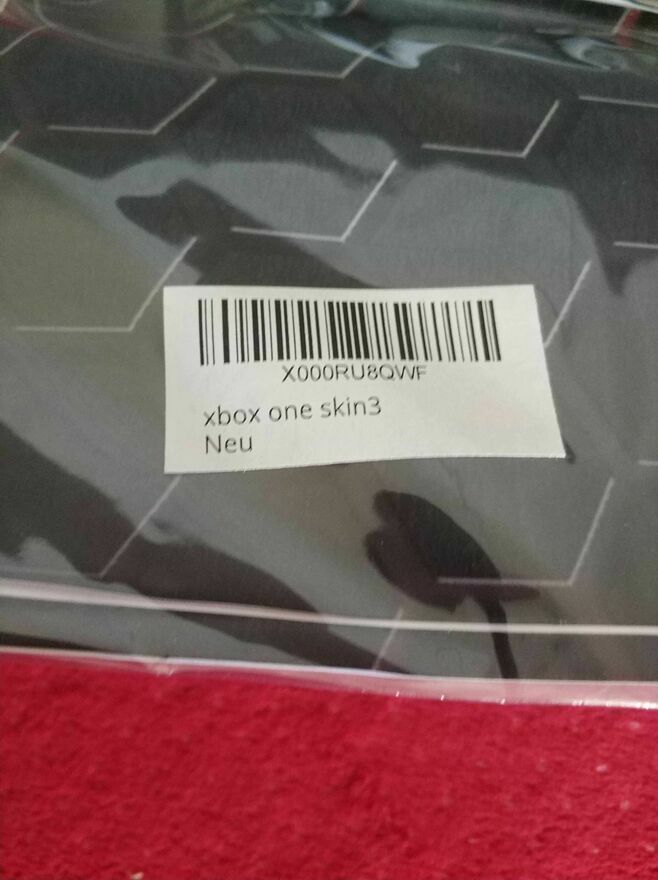 X000RU8QWF
xbox one skin3
Neu